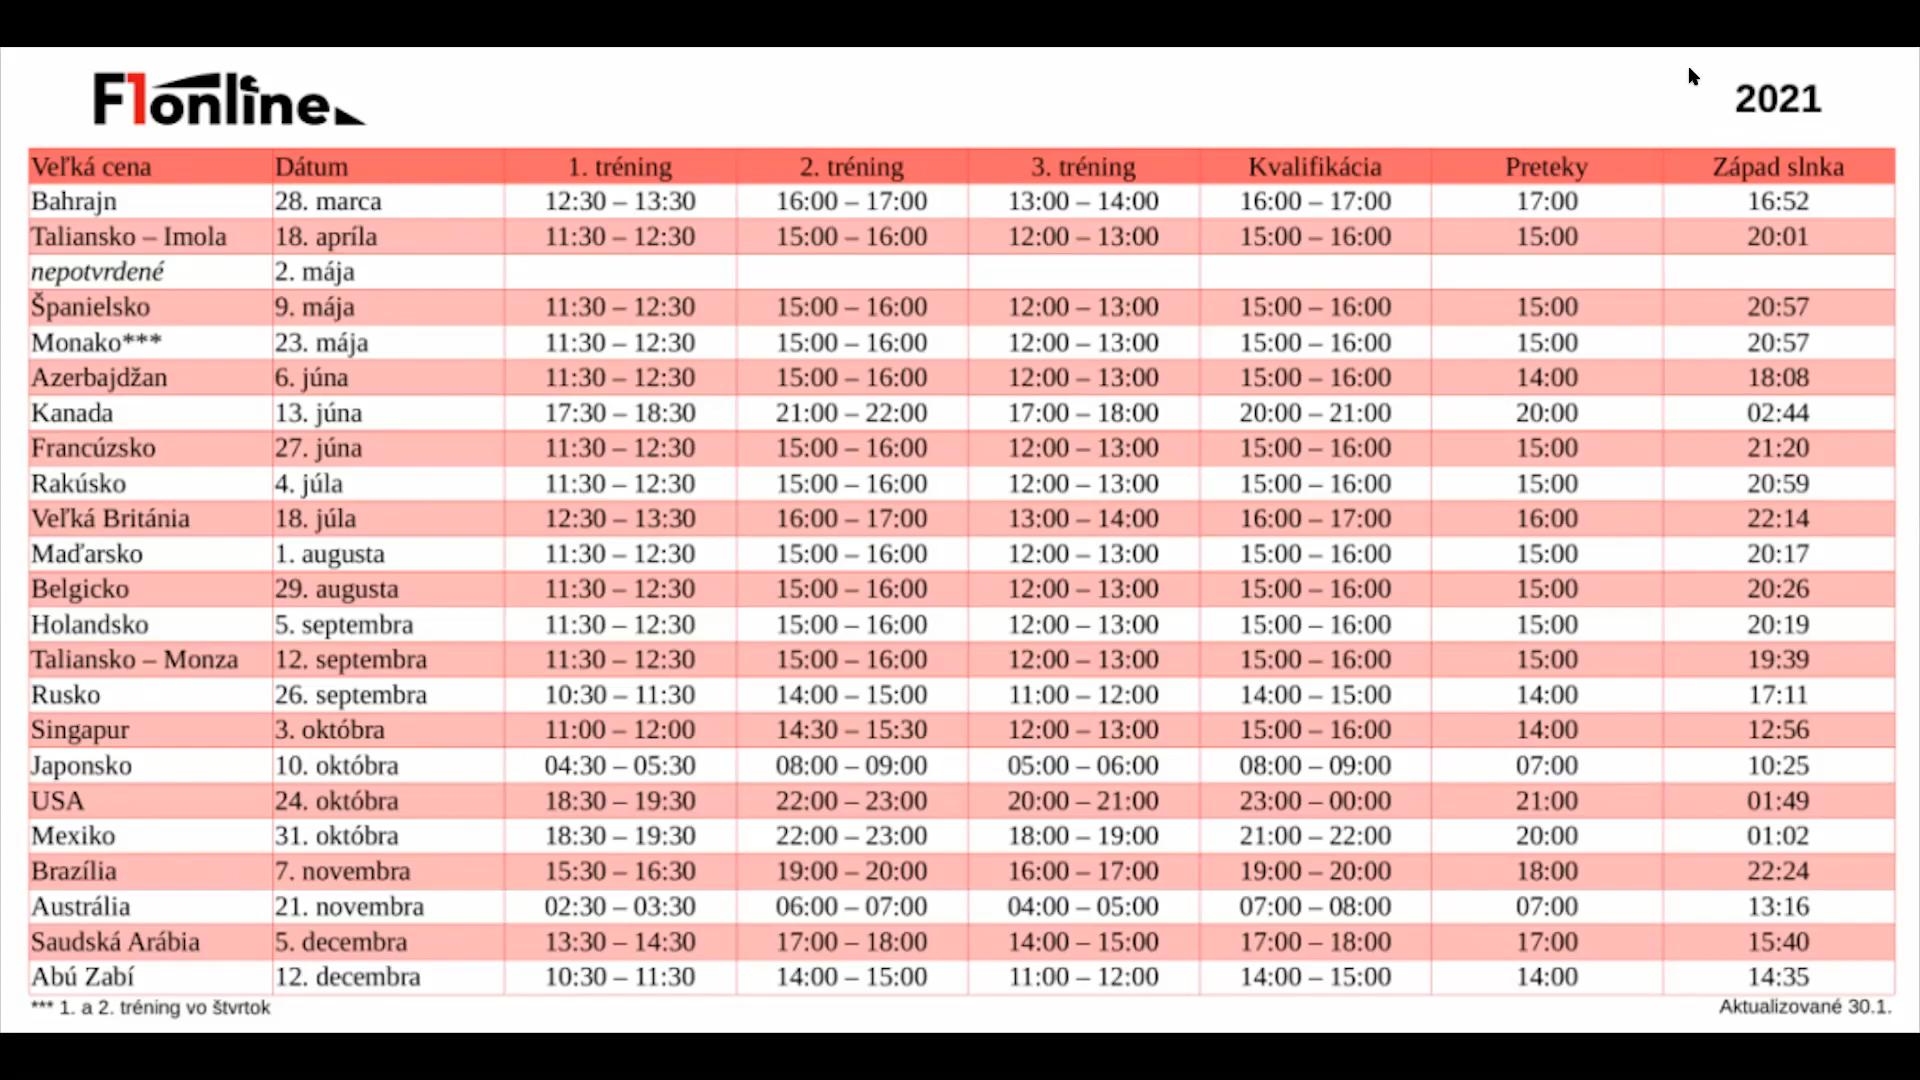 F1online
2021
Veľká cena Dátum 1. tréning 2. tréning 3. tréning Kvalifikácia Preteky Západ slnka
Bahrajn 28. marca 12:30 – 13:30 16:00 – 17:00 13:00 – 14:00 16:00 – 17:00 17:00 16:52
Taliansko – Imola 18. apríla 11:30 – 12:30 15:00 – 16:00 12:00 – 13:00 15:00 – 16:00 15:00 20:01
nepotvrdené 2. mája
Španielsko 9. mája 11:30 – 12:30 15:00 – 16:00 12:00 – 13:00 15:00 – 16:00 15:00 20:57
Monako*** 23. mája 11:30 – 12:30 15:00 – 16:00 12:00 – 13:00 15:00 – 16:00 15:00 20:57
Azerbajdžan 6. júna 11:30 – 12:30 15:00 – 16:00 12:00 – 13:00 15:00 – 16:00 14:00 18:08
Kanada 13. júna 17:30 – 18:30 21:00 – 22:00 17:00 – 18:00 20:00 – 21:00 20:00 02:44
Francúzsko 27. júna 11:30 – 12:30 15:00 – 16:00 12:00 – 13:00 15:00 – 16:00 15:00 21:20
Rakúsko 4. júla 11:30 – 12:30 15:00 – 16:00 12:00 – 13:00 15:00 – 16:00 15:00 20:59
Veľká Británia 18. júla 12:30 – 13:30 16:00 – 17:00 13:00 – 14:00 16:00 – 17:00 16:00 22:14
Maďarsko 1. augusta 11:30 – 12:30 15:00 – 16:00 12:00 – 13:00 15:00 – 16:00 15:00 20:17
Belgicko 29. augusta 11:30 – 12:30 15:00 – 16:00 12:00 – 13:00 15:00 – 16:00 15:00 20:26
Holandsko 5. septembra 11:30 – 12:30 15:00 – 16:00 12:00 – 13:00 15:00 – 16:00 15:00 20:19
Taliansko – Monza 12. septembra 11:30 – 12:30 15:00 – 16:00 12:00 – 13:00 15:00 – 16:00 15:00 19:39
Rusko 26. septembra 10:30 – 11:30 14:00 – 15:00 11:00 – 12:00 14:00 – 15:00 14:00 17:11
Singapur 3. októbra 11:00 – 12:00 14:30 – 15:30 12:00 – 13:00 15:00 – 16:00 14:00 12:56
Japonsko 10. októbra 04:30 – 05:30 08:00 – 09:00 05:00 – 06:00 08:00 – 09:00 07:00 10:25
USA 24. októbra 18:30 – 19:30 22:00 – 23:00 20:00 – 21:00 23:00 – 00:00 21:00 01:49
Mexiko 31. októbra 18:30 – 19:30 22:00 – 23:00 18:00 – 19:00 21:00 – 22:00 20:00 01:02
Brazília 7. novembra 15:30 – 16:30 19:00 – 20:00 16:00 – 17:00 19:00 – 20:00 18:00 22:24
Austrália 21. novembra 02:30 – 03:30 06:00 – 07:00 04:00 – 05:00 07:00 – 08:00 07:00 13:16
Saudská Arábia 5. decembra 13:30 – 14:30 17:00 – 18:00 14:00 – 15:00 17:00 – 18:00 17:00 15:40
Abú Zabí 12. decembra 10:30 – 11:30 14:00 – 15:00 11:00 – 12:00 14:00 – 15:00 14:00 14:35
*** 1. a 2. tréning vo štvrtok
Aktualizované 30.1.